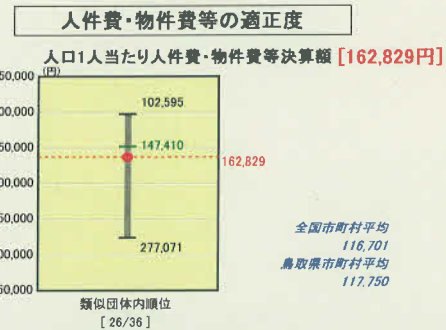 人件費・物件費等の適正度
人口1人当たり人件費・物件費等決算額 [162,829円]
(円)
50,000
00,000
50,000
00,000
50,000
00,000
50,000
102,595
147,410
162,829
277,071
全国市町村平均
116,701
鳥取県市町村平均
117,750
類似団体内順位
[ 26/36 ]